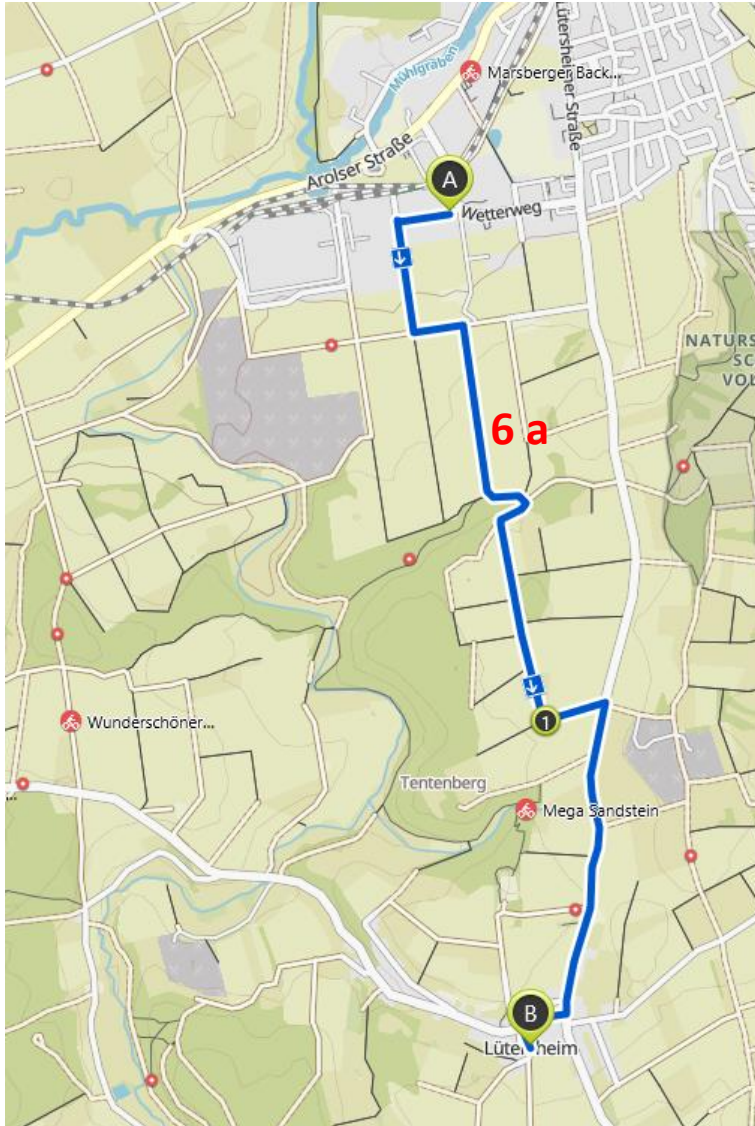 Mühlgraben
Marsberger Back...
Lütersheimer Straße
Arolser Straße
A
Wetterweg
NATURS
SC
VOL
6 a
1
Wunderschöner...
Tentenberg
Mega Sandstein
B